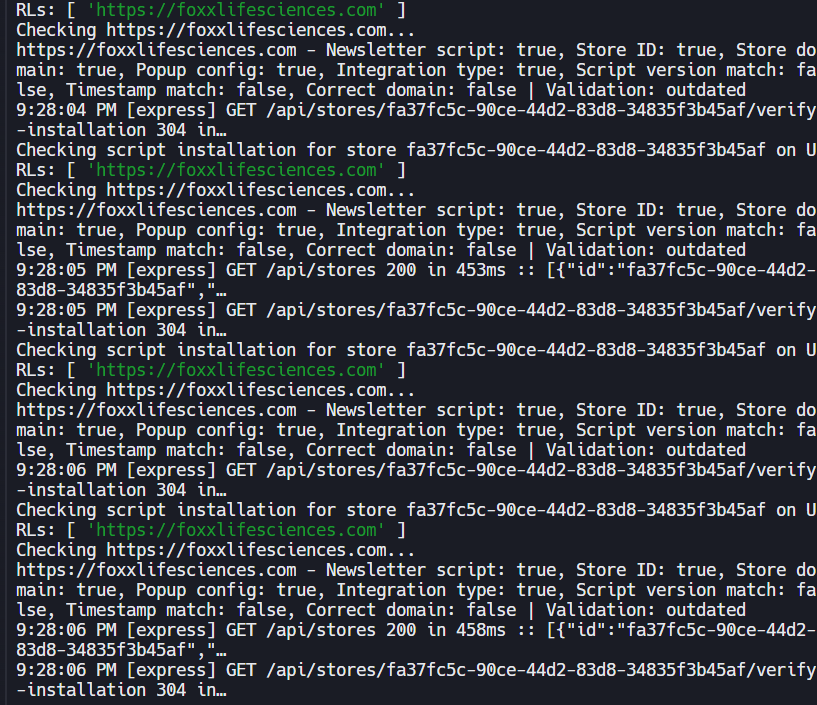 RLs: [ 'https://foxxlifesciences.com' ]
Checking https://foxxlifesciences.com...
https://foxxlifesciences.com - Newsletter script: true, Store ID: true, Store do
main: true, Popup config: true, Integration type: true, Script version match: fa
lse, Timestamp match: false, Correct domain: false | Validation: outdated
9:28:04 PM [express] GET /api/stores/fa37fc5c-90ce-44d2-83d8-34835f3b45af/verify
-installation 304 in…
Checking script installation for store fa37fc5c-90ce-44d2-83d8-34835f3b45af on U
RLs: [ 'https://foxxlifesciences.com' ]
Checking https://foxxlifesciences.com...
https://foxxlifesciences.com - Newsletter script: true, Store ID: true, Store do
main: true, Popup config: true, Integration type: true, Script version match: fa
lse, Timestamp match: false, Correct domain: false | Validation: outdated
9:28:05 PM [express] GET /api/stores 200 in 453ms :: [{"id":"fa37fc5c-90ce-44d2-
83d8-34835f3b45af","…
9:28:05 PM [express] GET /api/stores/fa37fc5c-90ce-44d2-83d8-34835f3b45af/verify
-installation 304 in…
Checking script installation for store fa37fc5c-90ce-44d2-83d8-34835f3b45af on U
RLs: [ 'https://foxxlifesciences.com' ]
Checking https://foxxlifesciences.com...
https://foxxlifesciences.com - Newsletter script: true, Store ID: true, Store do
main: true, Popup config: true, Integration type: true, Script version match: fa
lse, Timestamp match: false, Correct domain: false | Validation: outdated
9:28:06 PM [express] GET /api/stores/fa37fc5c-90ce-44d2-83d8-34835f3b45af/verify
-installation 304 in…
Checking script installation for store fa37fc5c-90ce-44d2-83d8-34835f3b45af on U
RLs: [ 'https://foxxlifesciences.com' ]
Checking https://foxxlifesciences.com...
https://foxxlifesciences.com - Newsletter script: true, Store ID: true, Store do
main: true, Popup config: true, Integration type: true, Script version match: fa
lse, Timestamp match: false, Correct domain: false | Validation: outdated
9:28:06 PM [express] GET /api/stores 200 in 458ms :: [{"id":"fa37fc5c-90ce-44d2-
83d8-34835f3b45af","…
9:28:06 PM [express] GET /api/stores/fa37fc5c-90ce-44d2-83d8-34835f3b45af/verify
-installation 304 in…